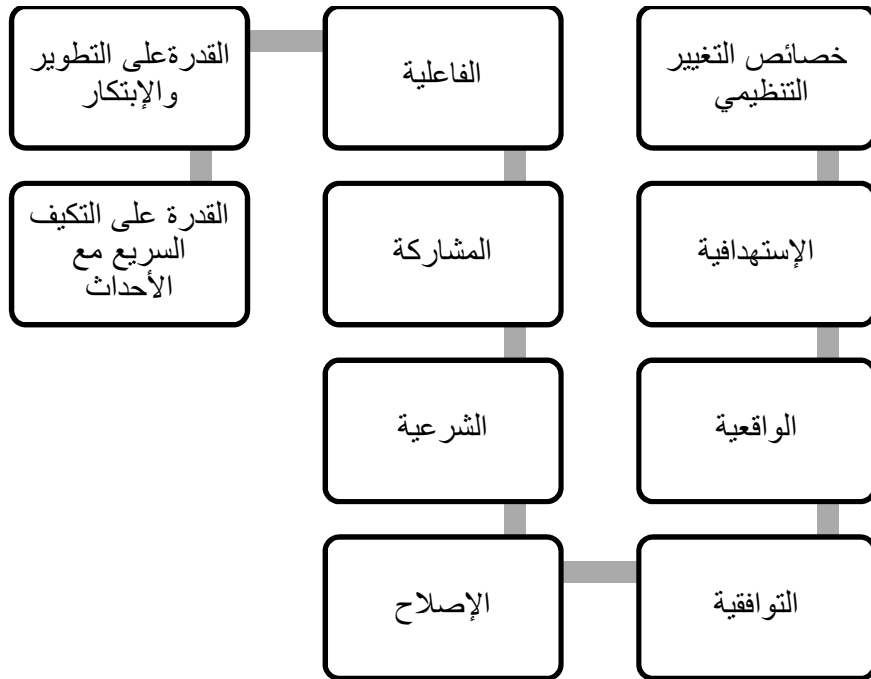 خصائص التغيير
التنظيمي
الإستهدافية
الواقعية
التوافقية
الإصلاح
الشرعية
المشاركة
الفاعلية
القدرةعلى التطوير
والإبتكار
القدرة على التكيف
السريع مع
الأحداث